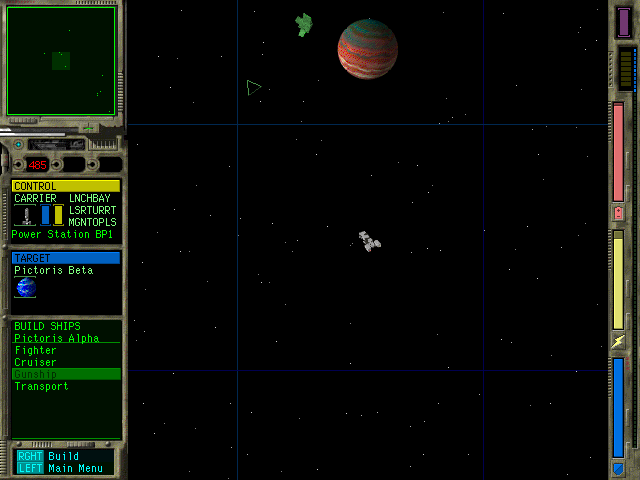 485
CONTROL
CARRIER LNCHBAY
LSRTURRT
MGNTOPLS
Power Station BP1
TARGET
Pictoris Beta
BUILD SHIPS
Pictoris Alpha
Fighter
Cruiser
Gunship
Transport
RGHT Build
LEFT Main Menu